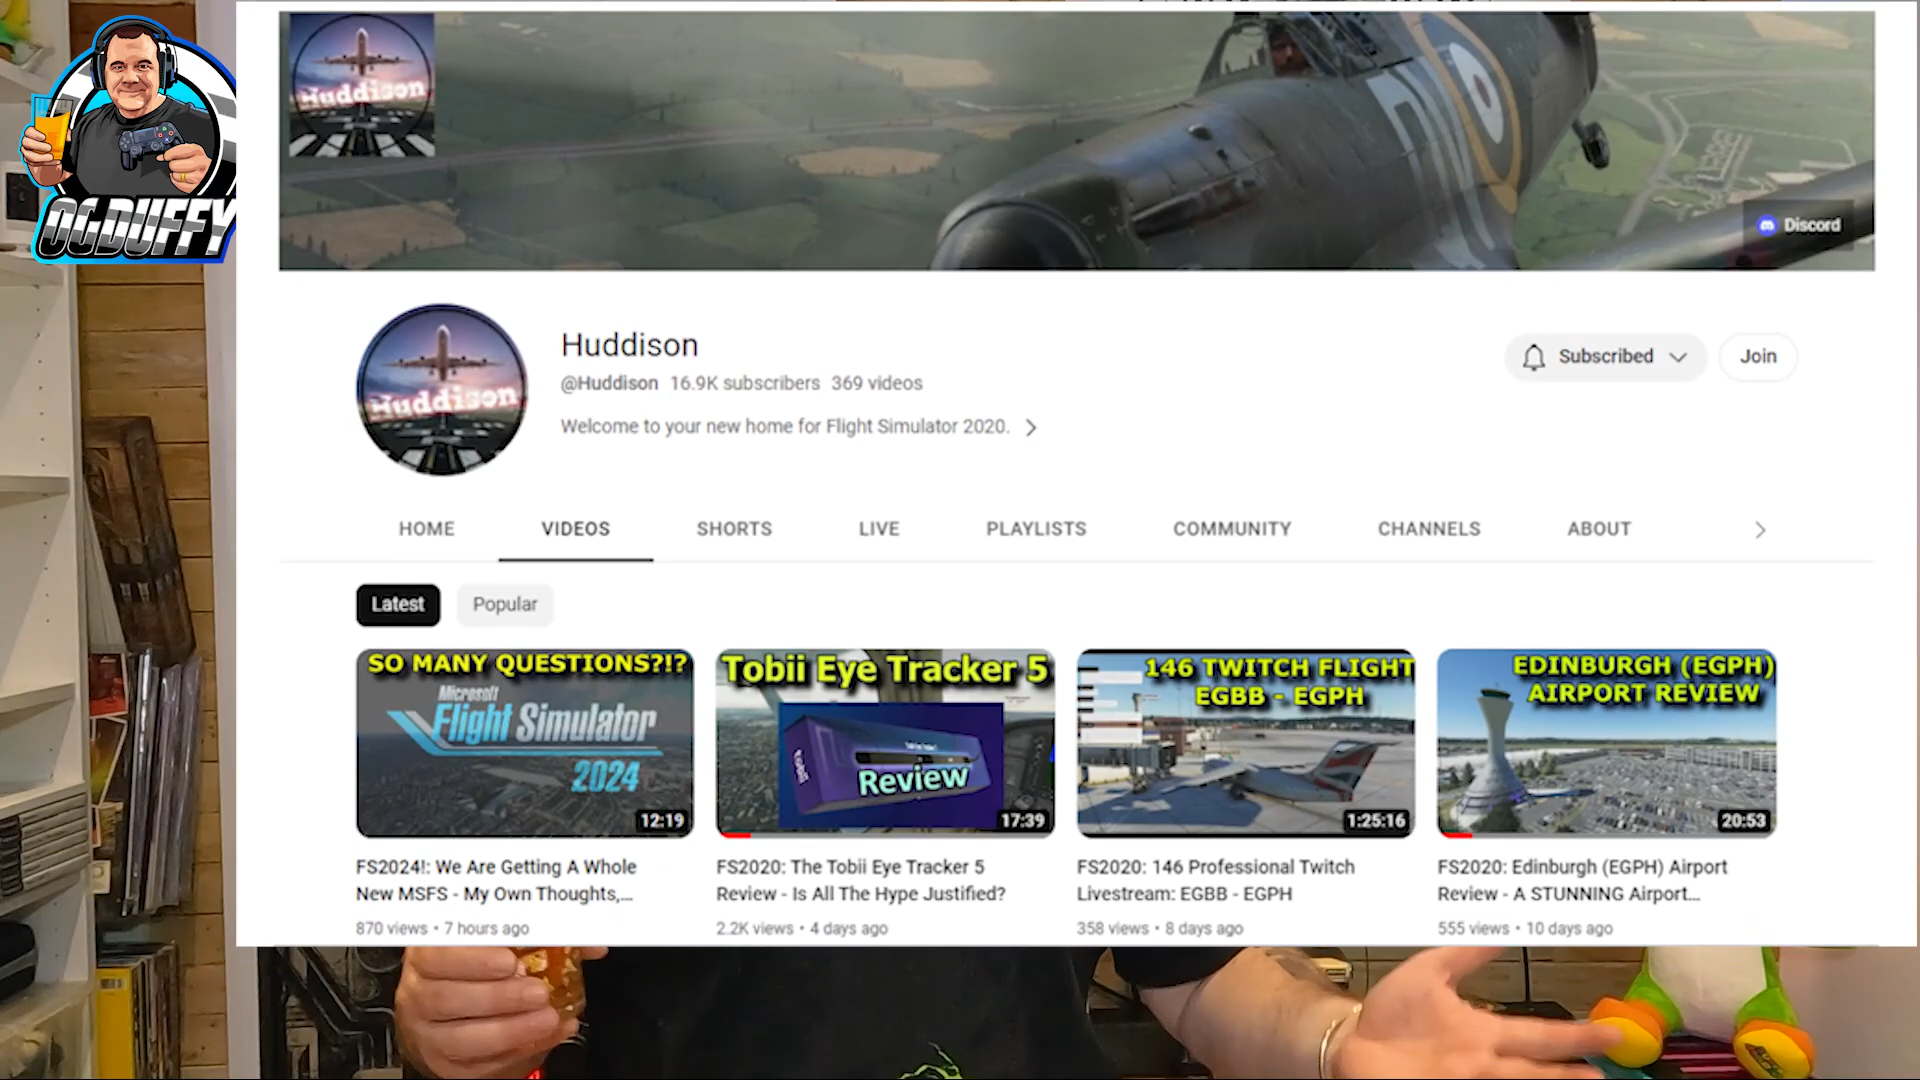 OGDUFFY
Huddison
Discord
Huddison
Huddison
@Huddison 16.9K subscribers 369 videos
Welcome to your new home for Flight Simulator 2020.
Subscribed
Join
HOME VIDEOS SHORTS LIVE PLAYLISTS COMMUNITY CHANNELS ABOUT
Latest Popular
SO MANY QUESTIONS?!?
Microsoft
Flight Simulator
2024
12:19
Tobii Eye Tracker 5
tobii
Review
17:39
146 TWITCH FLIGHT
EGBB - EGPH
1:25:16
EDINBURGH (EGPH)
AIRPORT REVIEW
20:53
FS2024!: We Are Getting A Whole
New MSFS - My Own Thoughts,...
870 views • 7 hours ago
FS2020: The Tobii Eye Tracker 5
Review - Is All The Hype Justified?
2.2K views • 4 days ago
FS2020: 146 Professional Twitch
Livestream: EGBB - EGPH
358 views • 8 days ago
FS2020: Edinburgh (EGPH) Airport
Review - A STUNNING Airport...
555 views • 10 days ago